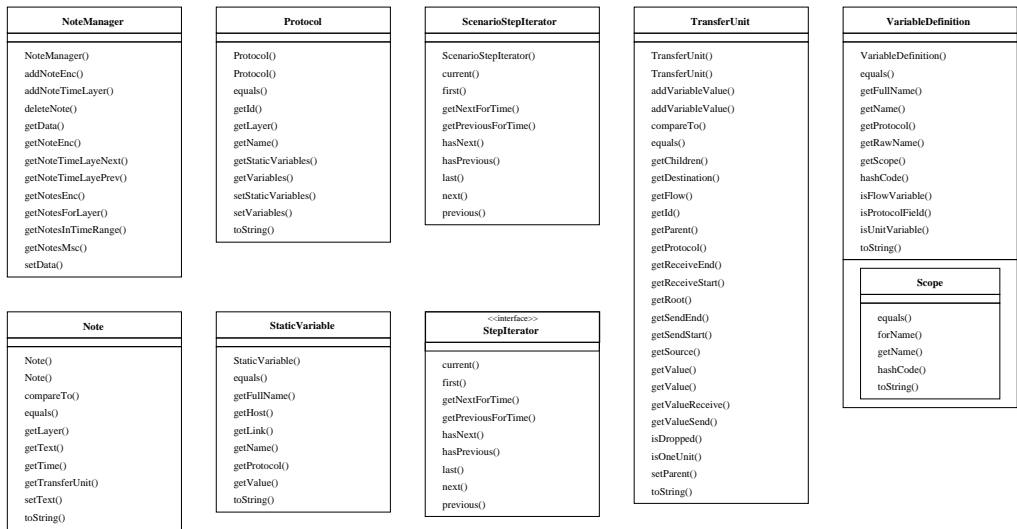 NoteManager
NoteManager()
addNoteEnc()
addNoteTimeLayer()
deleteNote()
getData()
getNoteEnc()
getNoteTimeLayeNext()
getNoteTimeLayePrev()
getNotesEnc()
getNotesForLayer()
getNotesInTimeRange()
getNotesMsc()
setData()
Protocol
Protocol()
Protocol()
equals()
getId()
getLayer()
getName()
getStaticVariables()
getVariables()
setStaticVariables()
setVariables()
toString()
ScenarioStepIterator
ScenarioStepIterator()
current()
first()
getNextForTime()
getPreviousForTime()
hasNext()
hasPrevious()
last()
next()
previous()
TransferUnit
TransferUnit()
TransferUnit()
addVariableValue()
addVariableValue()
compareTo()
equals()
getChildren()
getDestination()
getFlow()
getId()
getParent()
getProtocol()
getReceiveEnd()
getReceiveStart()
getRoot()
getSendEnd()
getSendStart()
getSource()
getValue()
getValue()
getValueReceive()
getValueSend()
isDropped()
isOneUnit()
setParent()
toString()
VariableDefinition
VariableDefinition()
equals()
getFullName()
getName()
getProtocol()
getRawName()
getScope()
hashCode()
isFlowVariable()
isProtocolField()
isUnitVariable()
toString()
Scope
equals()
forName()
getName()
hashCode()
toString()
Note
Note()
Note()
compareTo()
equals()
getLayer()
getText()
getTime()
getTransferUnit()
setText()
toString()
StaticVariable
StaticVariable()
equals()
getFullName()
getHost()
getLink()
getName()
getProtocol()
getValue()
toString()
<<interface>>
StepIterator
current()
first()
getNextForTime()
getPreviousForTime()
hasNext()
hasPrevious()
last()
next()
previous()